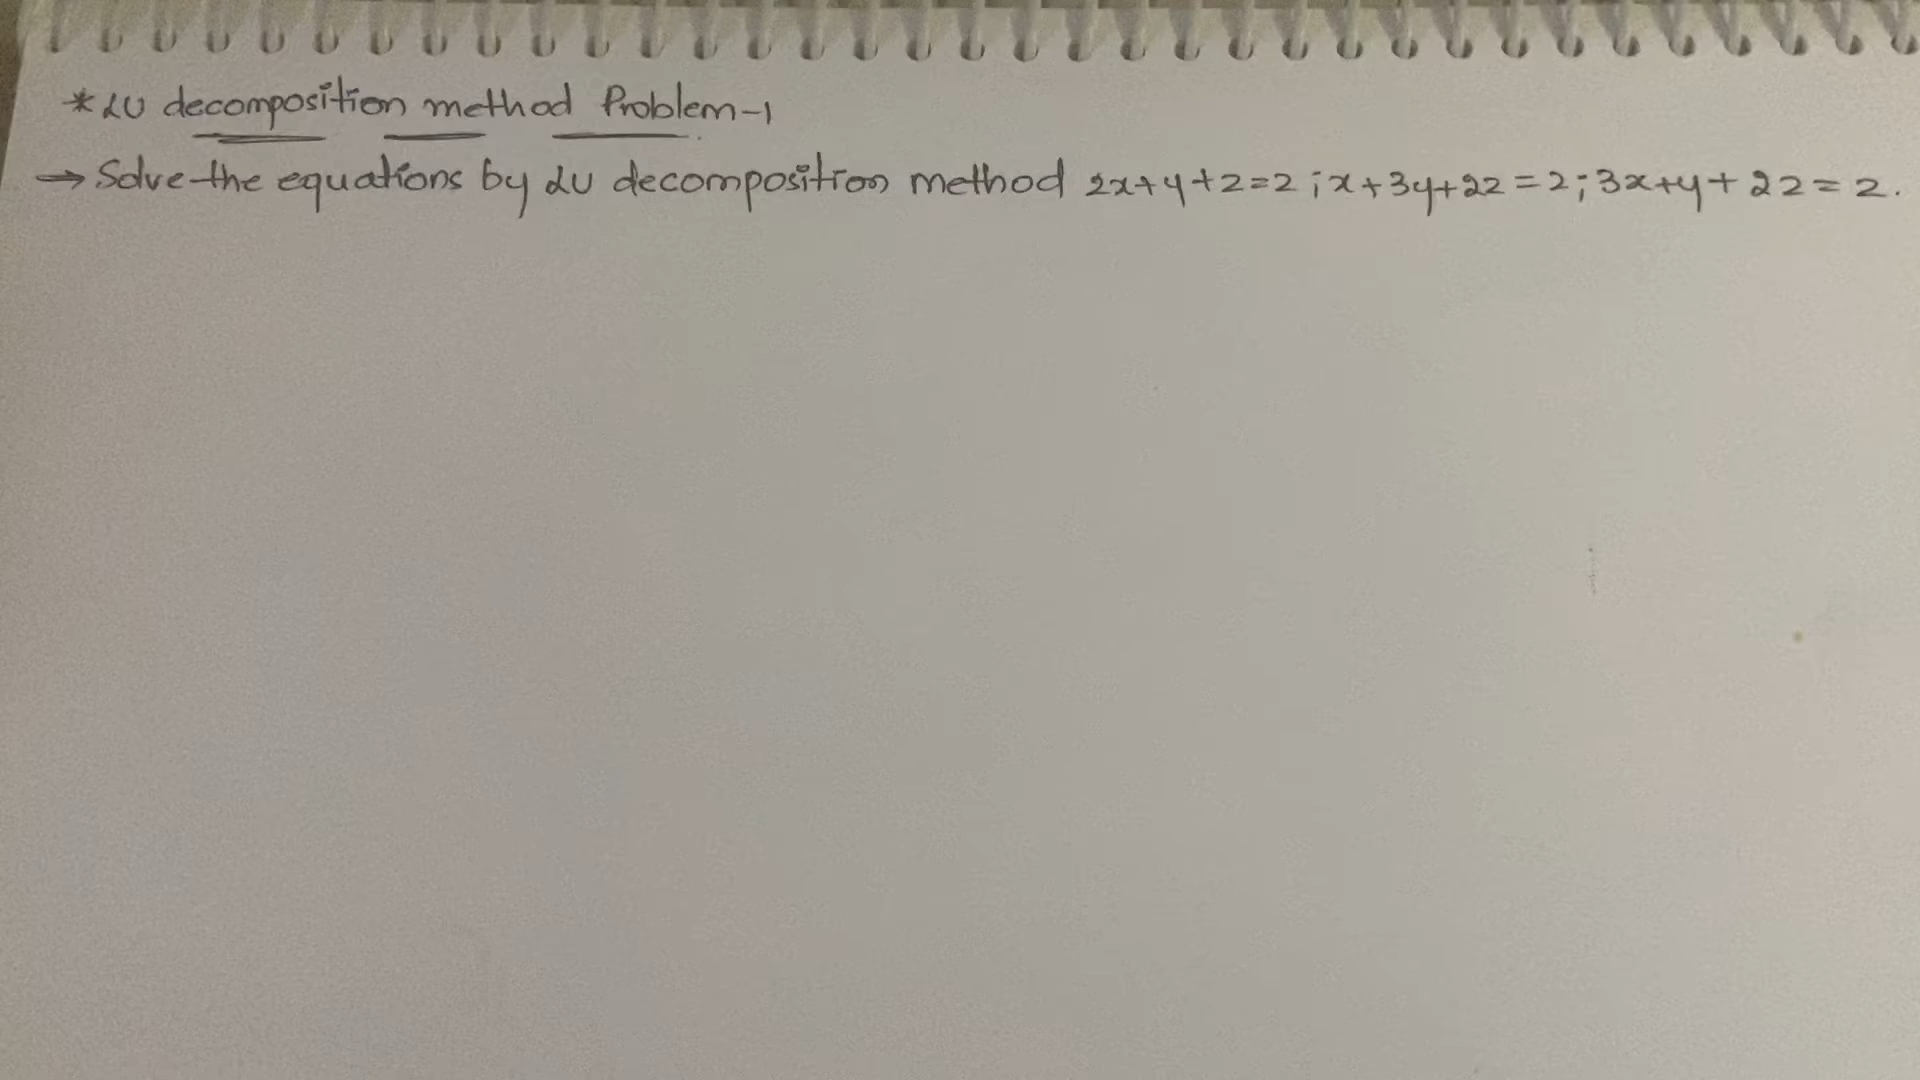 * LU decomposition method Problem-1
→ Solve the equations by LU decomposition method 2x+y+z=2; x+3y+2z=2; 3x+y+2z=2.